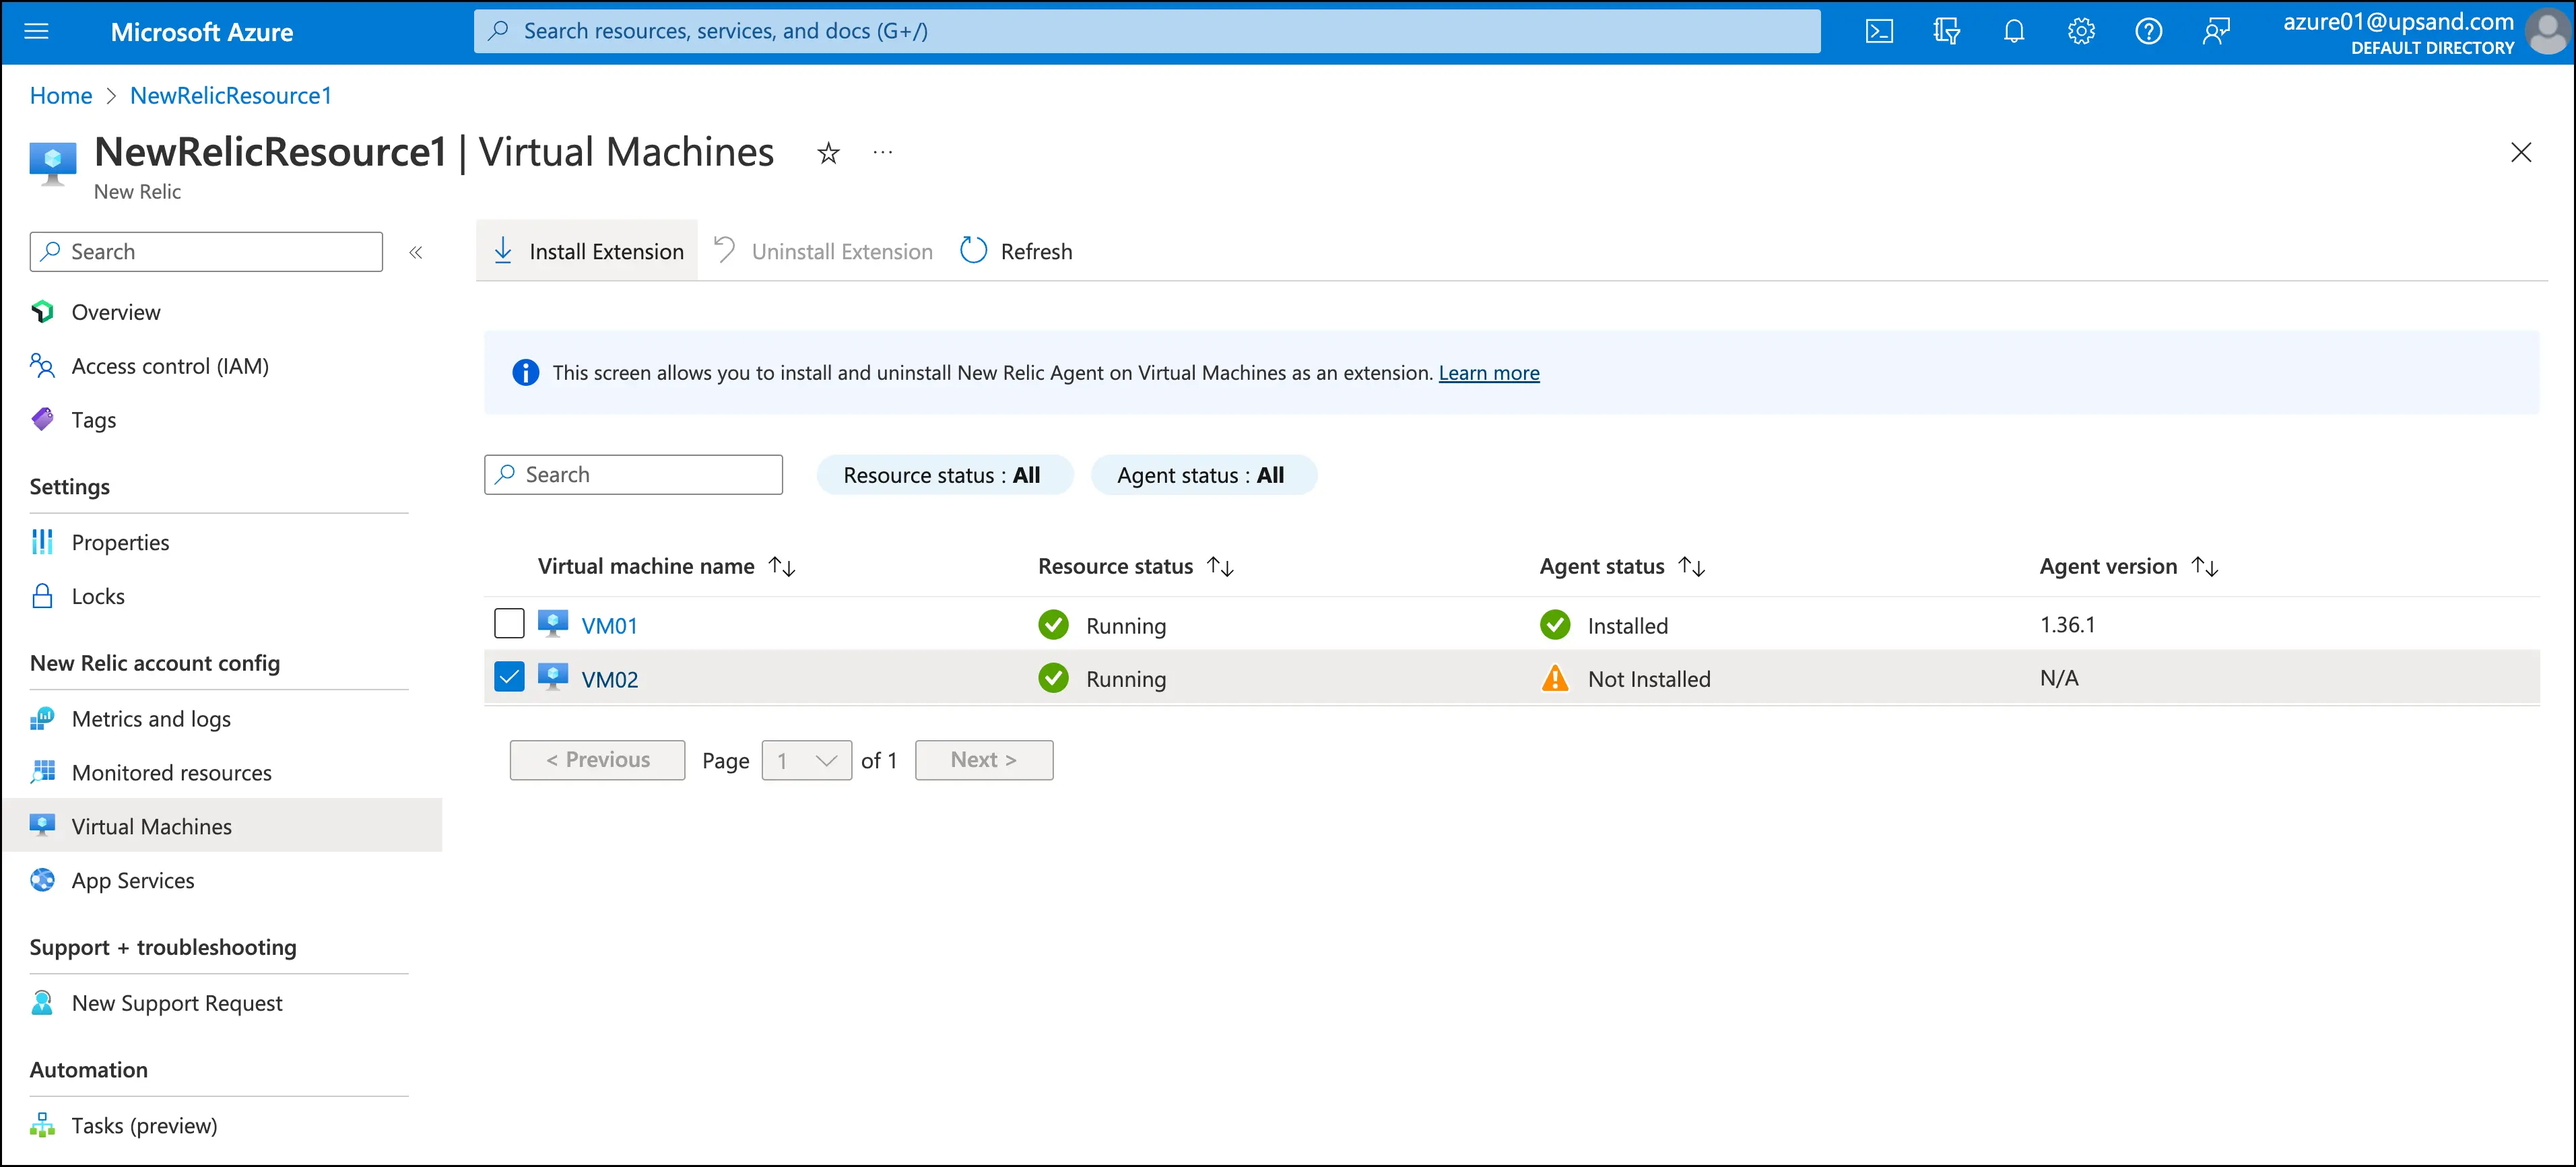 Microsoft Azure
Search resources, services, and docs (G+/)
azure01@upsand.com
DEFAULT DIRECTORY
Home > NewRelicResource1
NewRelicResource1 | Virtual Machines
New Relic
Search
Install Extension
Uninstall Extension
Refresh
Overview
Access control (IAM)
Tags
Settings
Properties
Locks
New Relic account config
Metrics and logs
Monitored resources
Virtual Machines
App Services
Support + troubleshooting
New Support Request
Automation
Tasks (preview)
This screen allows you to install and uninstall New Relic Agent on Virtual Machines as an extension. Learn more
Search
Resource status : All
Agent status : All
Virtual machine name Resource status Agent status Agent version
VM01 Running Installed 1.36.1
VM02 Running Not Installed N/A
< Previous Page 1 of 1 Next >